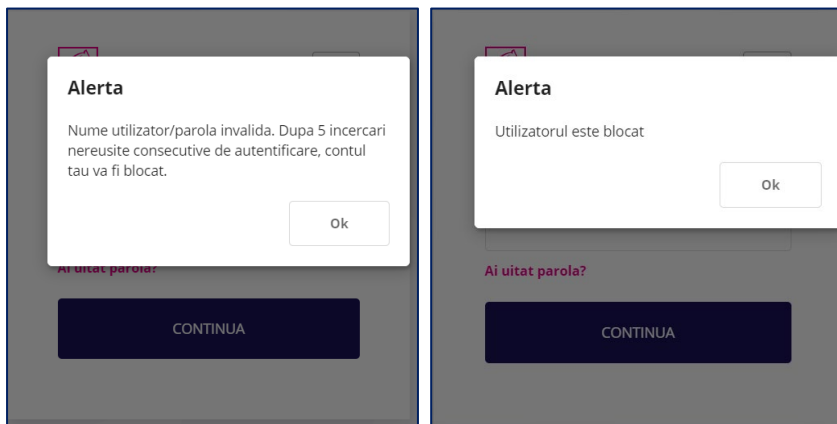 Alerta
Nume utilizator/parola invalida. Dupa 5 incercari
nereusite consecutive de autentificare, contul
tau va fi blocat.
Ok
Ai uitat parola?
CONTINUA
Alerta
Utilizatorul este blocat
Ok
Ai uitat parola?
CONTINUA